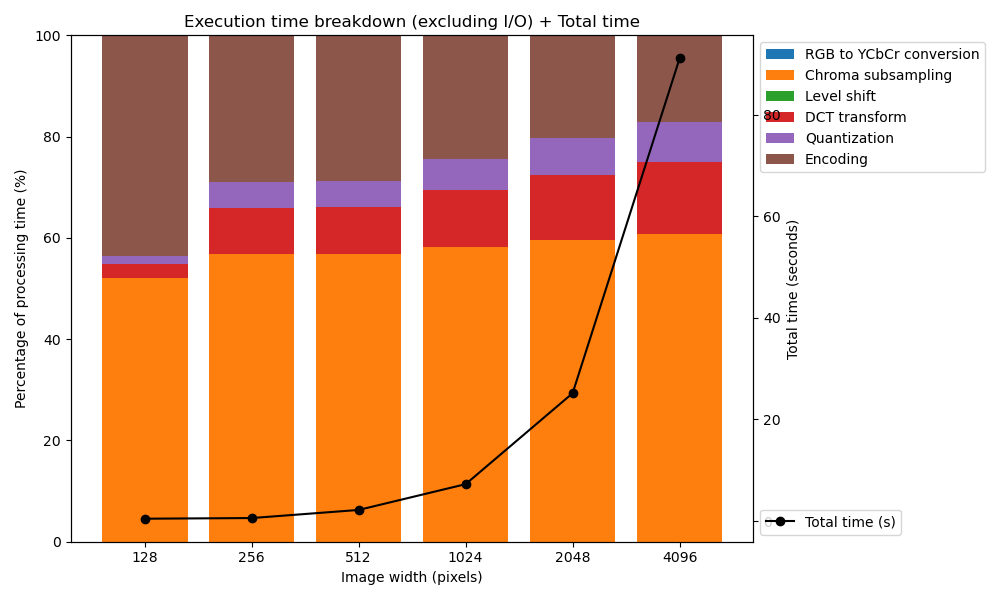 Execution time breakdown (excluding I/O) + Total time
100
80
60
40
20
0
Percentage of processing time (%)
128 256 512 1024 2048 4096
Image width (pixels)
80
60
40
20
0
Total time (seconds)
RGB to YCbCr conversion
Chroma subsampling
Level shift
DCT transform
Quantization
Encoding
Total time (s)